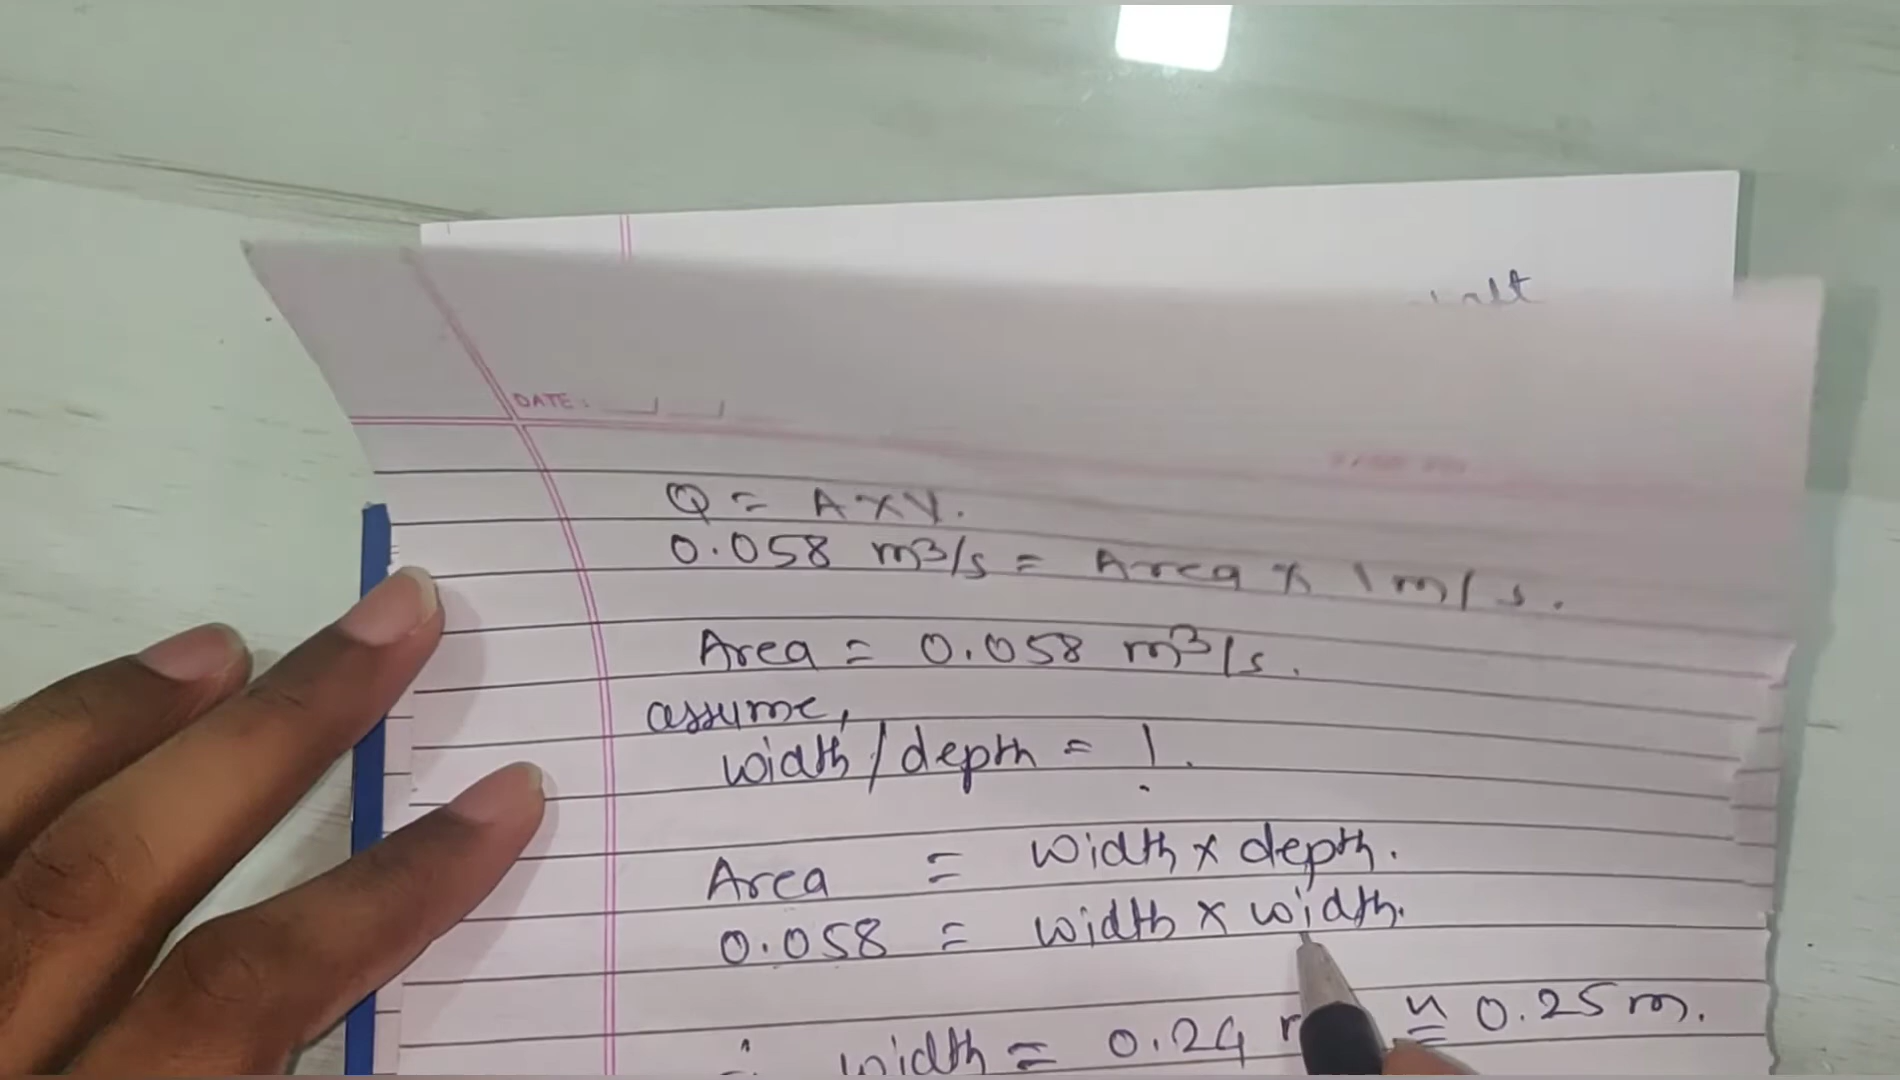 DATE:
Q = A x V.
0.058 m³/s = Area x 1 m/s.
Area = 0.058 m³/s.
assume,
width/depth = 1.
Area = width x depth.
0.058 = width x width.
∴ width = 0.24 ≅ 0.25 m.